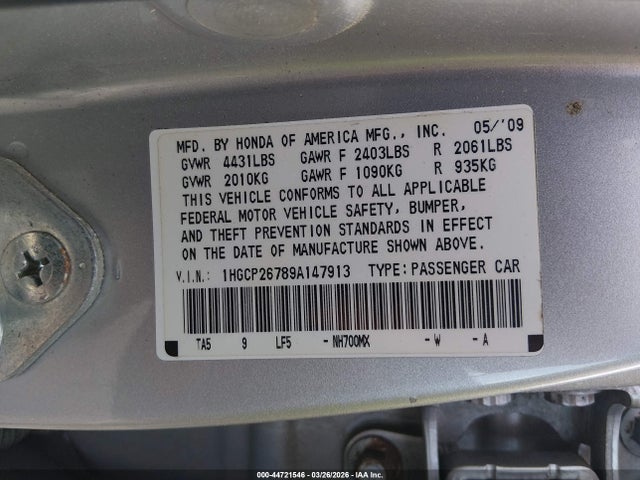 MFD. BY HONDA OF AMERICA MFG., INC. 05/'09
GVWR 4431LBS GAWR F 2403LBS R 2061LBS
GVWR 2010KG GAWR F 1090KG R 935KG
THIS VEHICLE CONFORMS TO ALL APPLICABLE
FEDERAL MOTOR VEHICLE SAFETY, BUMPER,
AND THEFT PREVENTION STANDARDS IN EFFECT
ON THE DATE OF MANUFACTURE SHOWN ABOVE.
V.I.N.: 1HGCP26789A147913 TYPE: PASSENGER CAR
TA5 9 LF5 - NH700MX - W - A
000-44721546 - 03/26/2026 - IAAI.COM